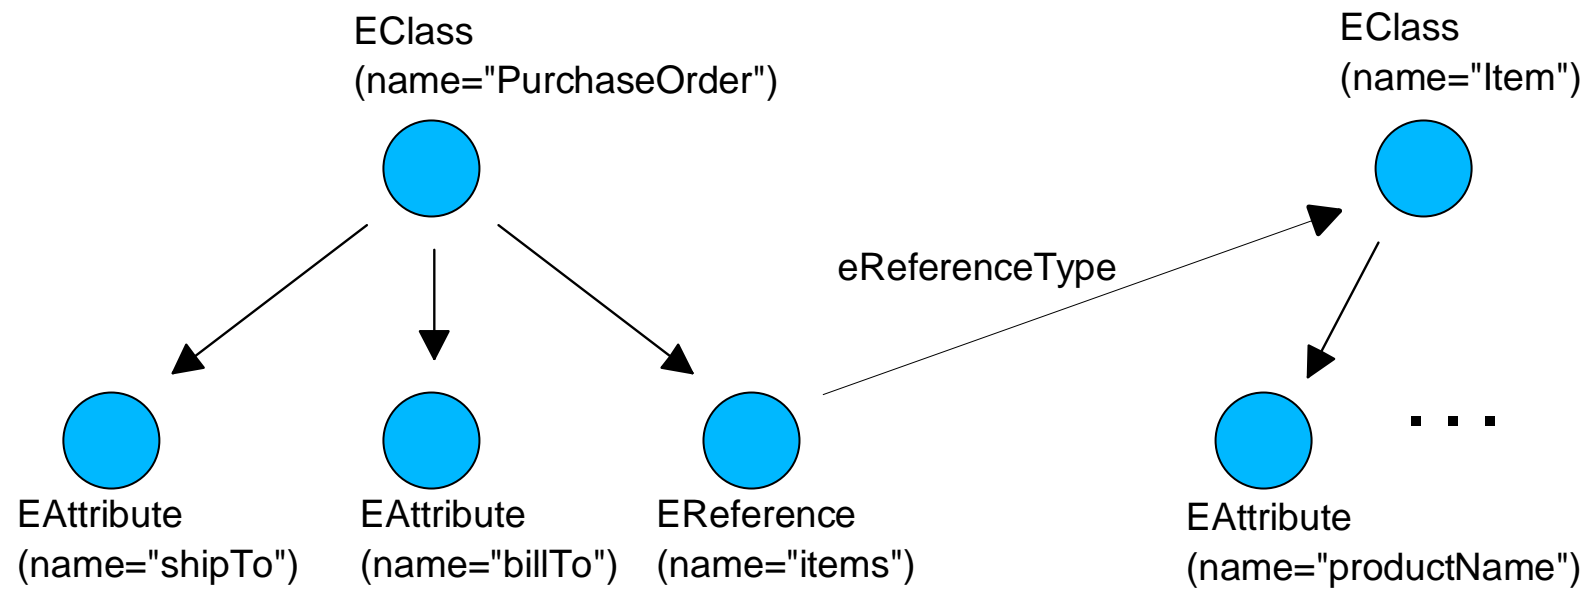 EClass
(name="PurchaseOrder")
EClass
(name="Item")
eReferenceType
EAttribute
(name="shipTo")
EAttribute
(name="billTo")
EReference
(name="items")
EAttribute
(name="productName")
. . .